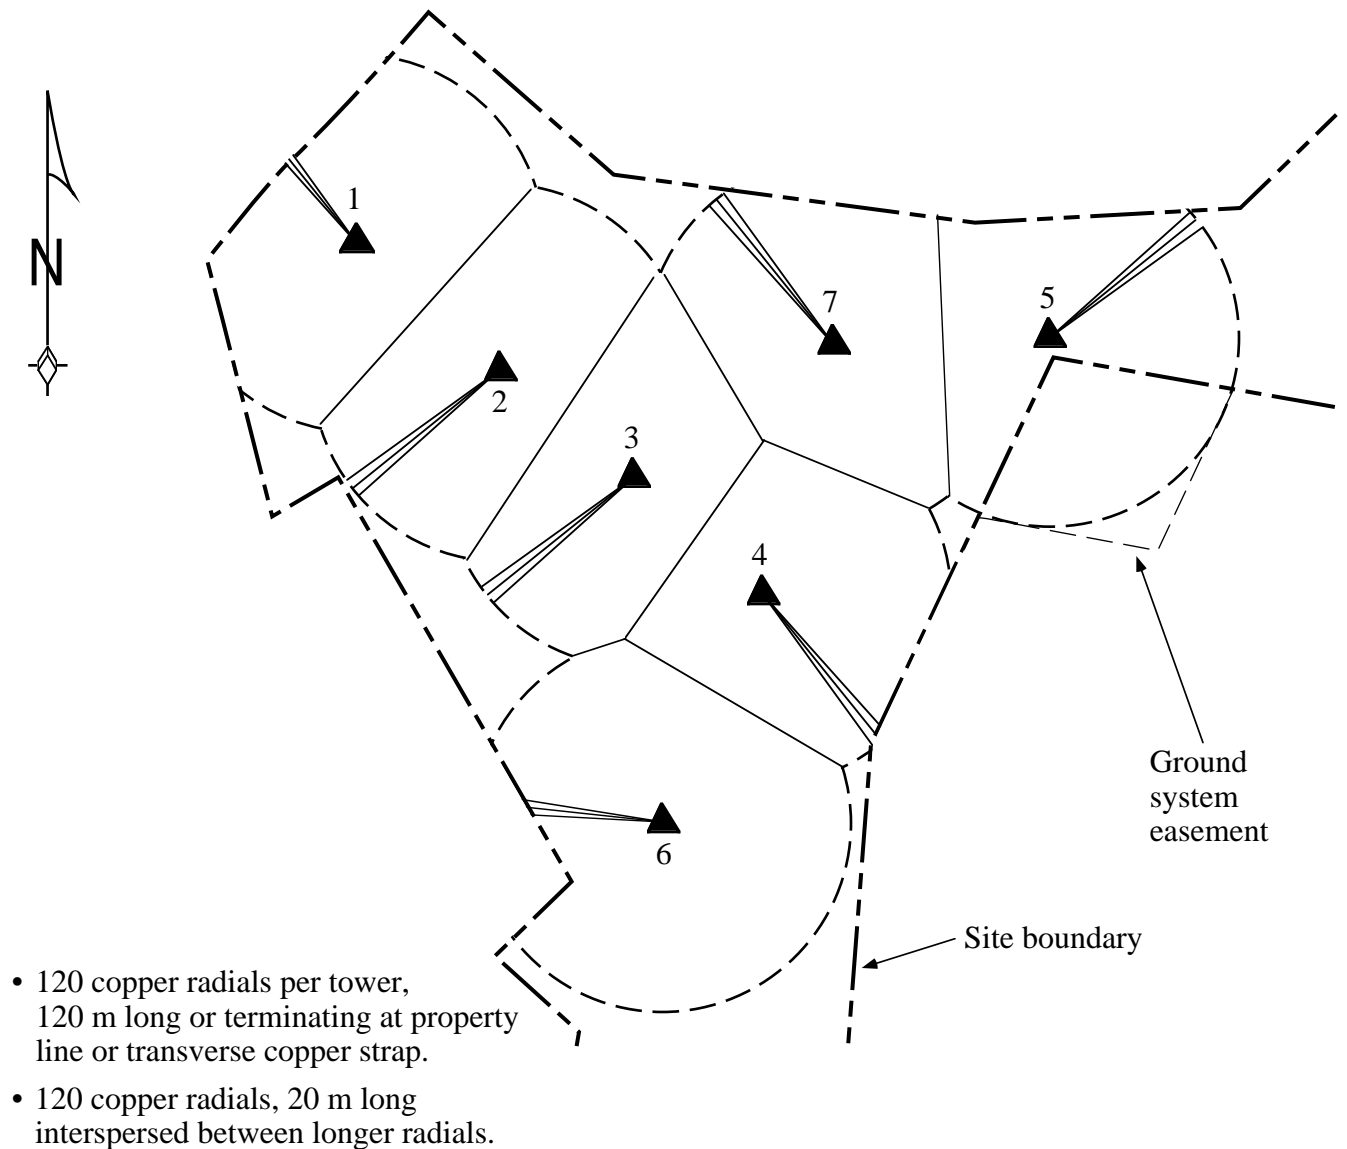 1
N
7
5
2
3
4
Ground
system
easement
6
Site boundary
• 120 copper radials per tower,
120 m long or terminating at property
line or transverse copper strap.
• 120 copper radials, 20 m long
interspersed between longer radials.